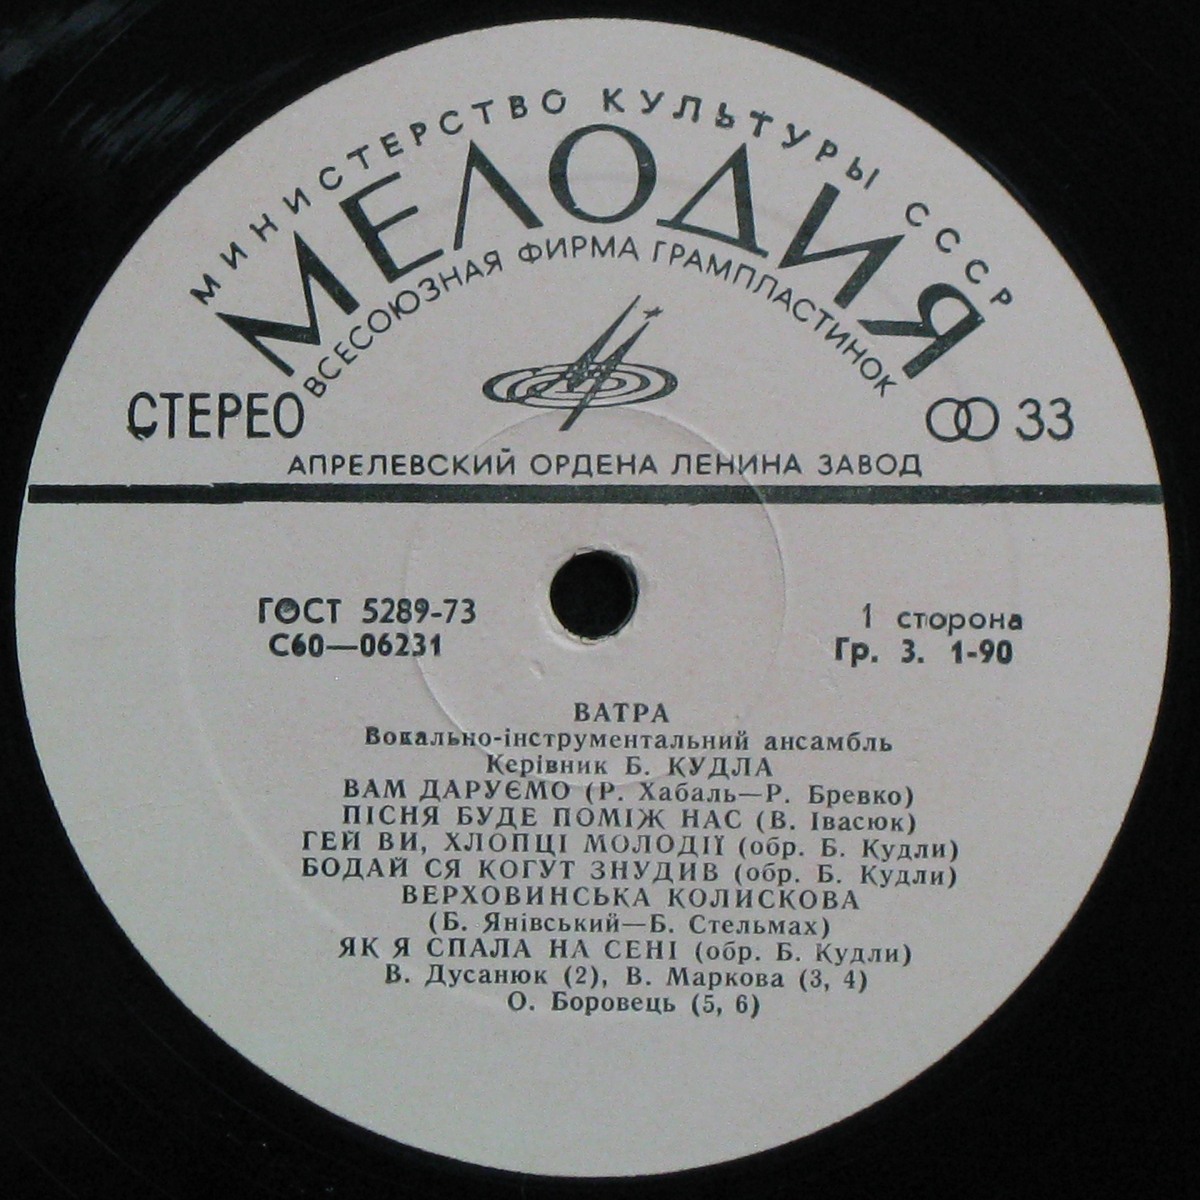 МИНИСТЕРСТВО КУЛЬТУРЫ СССР
МЕЛОДИЯ
ВСЕСОЮЗНАЯ ФИРМА ГРАМПЛАСТИНОК
СТЕРЕО
33
АПРЕЛЕВСКИЙ ОРДЕНА ЛЕНИНА ЗАВОД
ГОСТ 5289-73
С60—06231
1 сторона
Гр. 3. 1-90
ВАТРА
Вокально-інструментальний ансамбль
Керівник Б. КУДЛА
ВАМ ДАРУЄМО (Р. Хабаль—Р. Бревко)
ПІСНЯ БУДЕ ПОМІЖ НАС (В. Івасюк)
ГЕЙ ВИ, ХЛОПЦІ МОЛОДІЇ (обр. Б. Кудли)
БОДАЙ СЯ КОГУТ ЗНУДИВ (обр. Б. Кудли)
ВЕРХОВИНСЬКА КОЛИСКОВА
(Б. Янівський—Б. Стельмах)
ЯК Я СПАЛА НА СЕНІ (обр. Б. Кудли)
В. Дусанюк (2), В. Маркова (3, 4)
О. Боровець (5, 6)